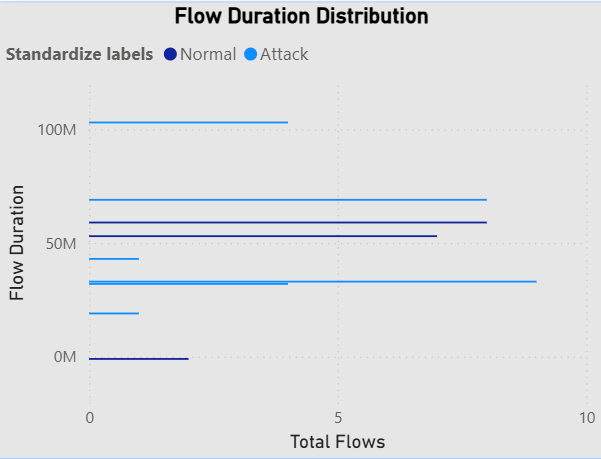 Flow Duration Distribution
Standardize labels Normal Attack
100M
50M
0M
Flow Duration
0 5 10
Total Flows